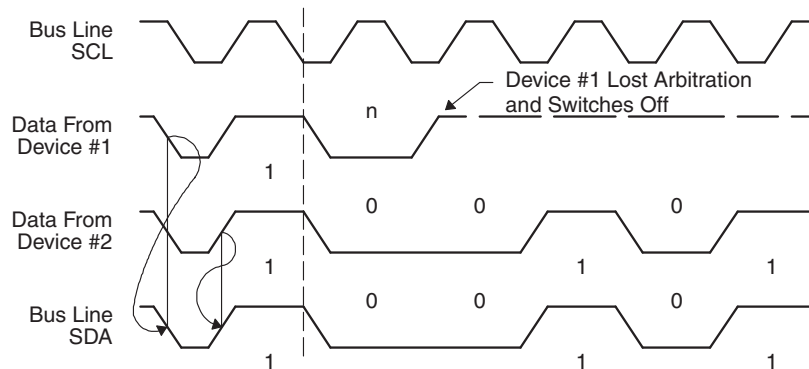 Bus Line
SCL
Device #1 Lost Arbitration
and Switches Off
n
Data From
Device #1
1
0 0 0
Data From
Device #2
1 1 1
0 0 0
Bus Line
SDA
1 1 1